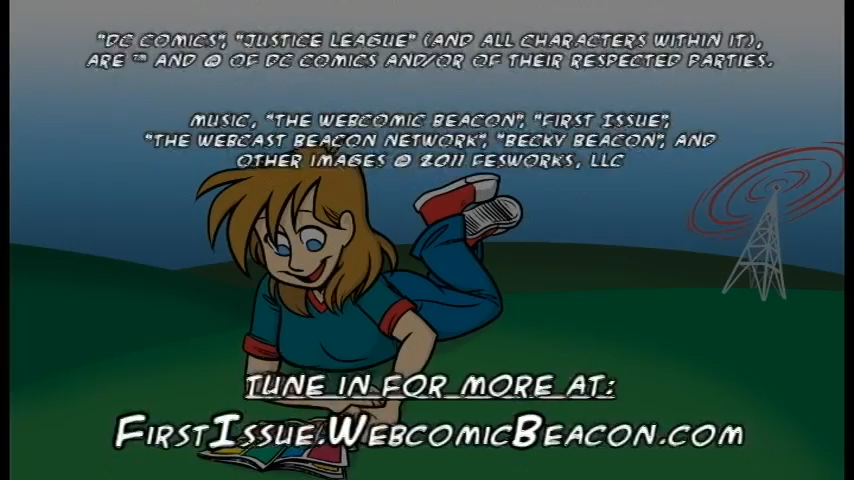 "DC COMICS", "JUSTICE LEAGUE" (AND ALL CHARACTERS WITHIN IT),
ARE ™ AND © OF DC COMICS AND/OR OF THEIR RESPECTED PARTIES.
MUSIC, "THE WEBCOMIC BEACON", "FIRST ISSUE",
"THE WEBCAST BEACON NETWORK", "BECKY BEACON", AND
OTHER IMAGES © 2011 FESWORKS, LLC
TUNE IN FOR MORE AT:
FIRSTISSUE.WEBCOMICBEACON.COM